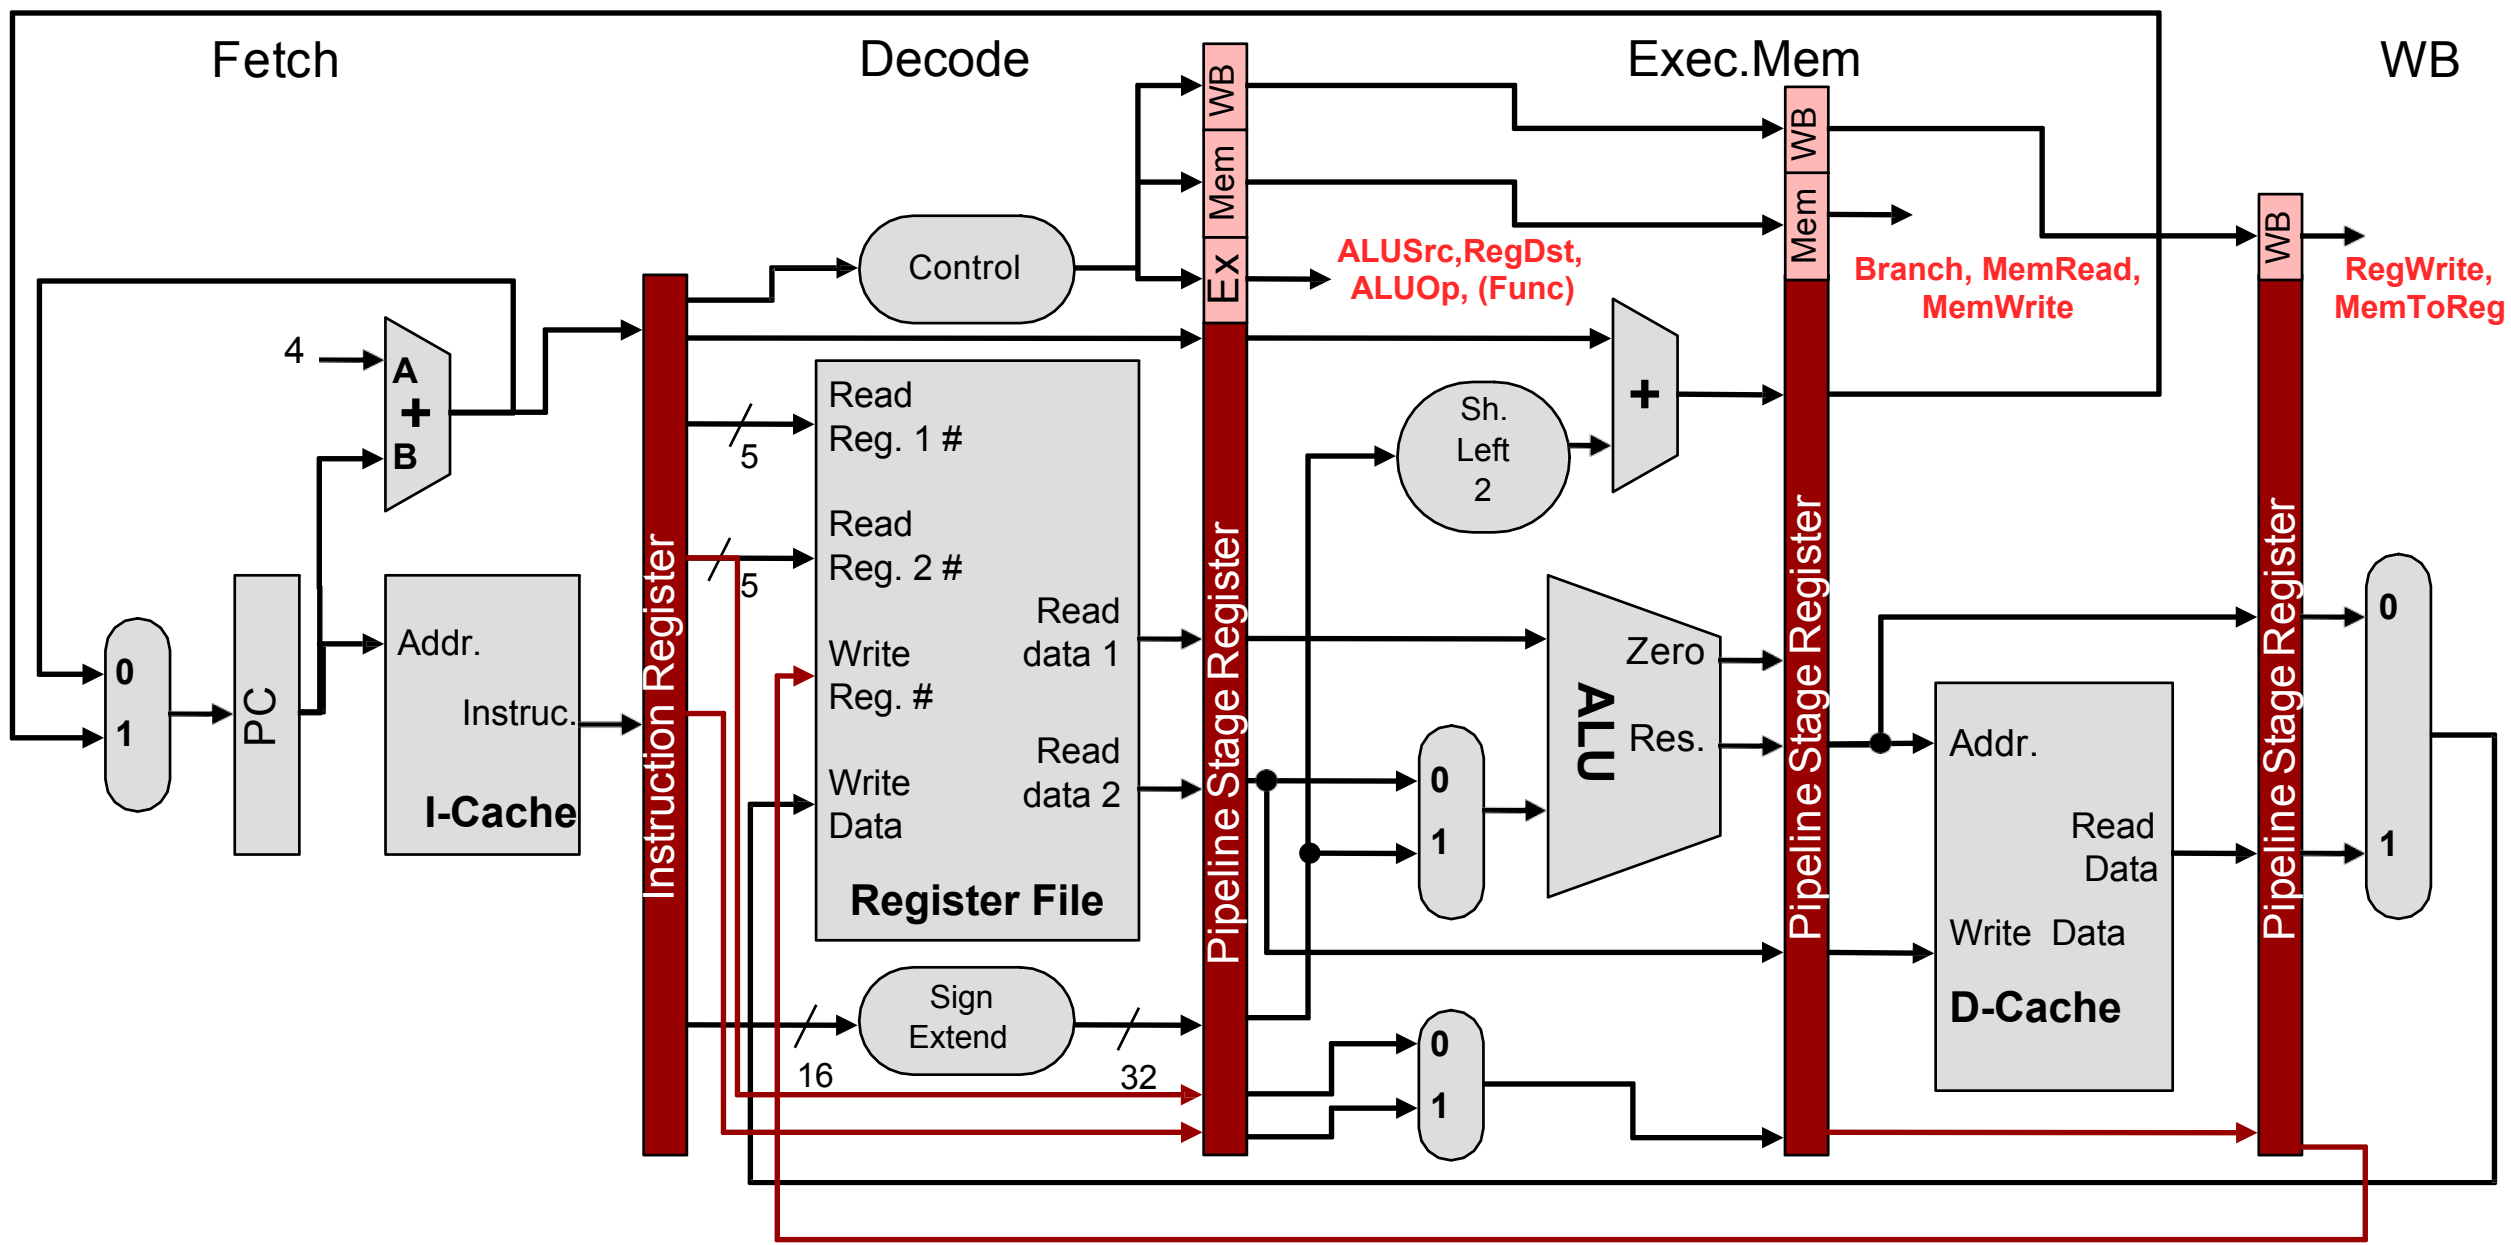 Fetch
Decode
Exec.Mem
WB
WB
Mem
Ex
WB
Mem
WB
Control
ALUSrc,RegDst,
ALUOp, (Func)
Branch, MemRead,
MemWrite
RegWrite,
MemToReg
4
A
+
B
Read
Reg. 1 #
5
Read
Reg. 2 #
5
Write
Reg. #
Write
Data
Read
data 1
Read
data 2
Register File
Sh.
Left
2
+
0
1
PC
Addr.
Instruc.
I-Cache
Instruction Register
Pipeline Stage Register
0
1
ALU
Zero
Res.
Pipeline Stage Register
Addr.
Read
Data
Write Data
D-Cache
Pipeline Stage Register
0
1
Sign
Extend
16
32
0
1